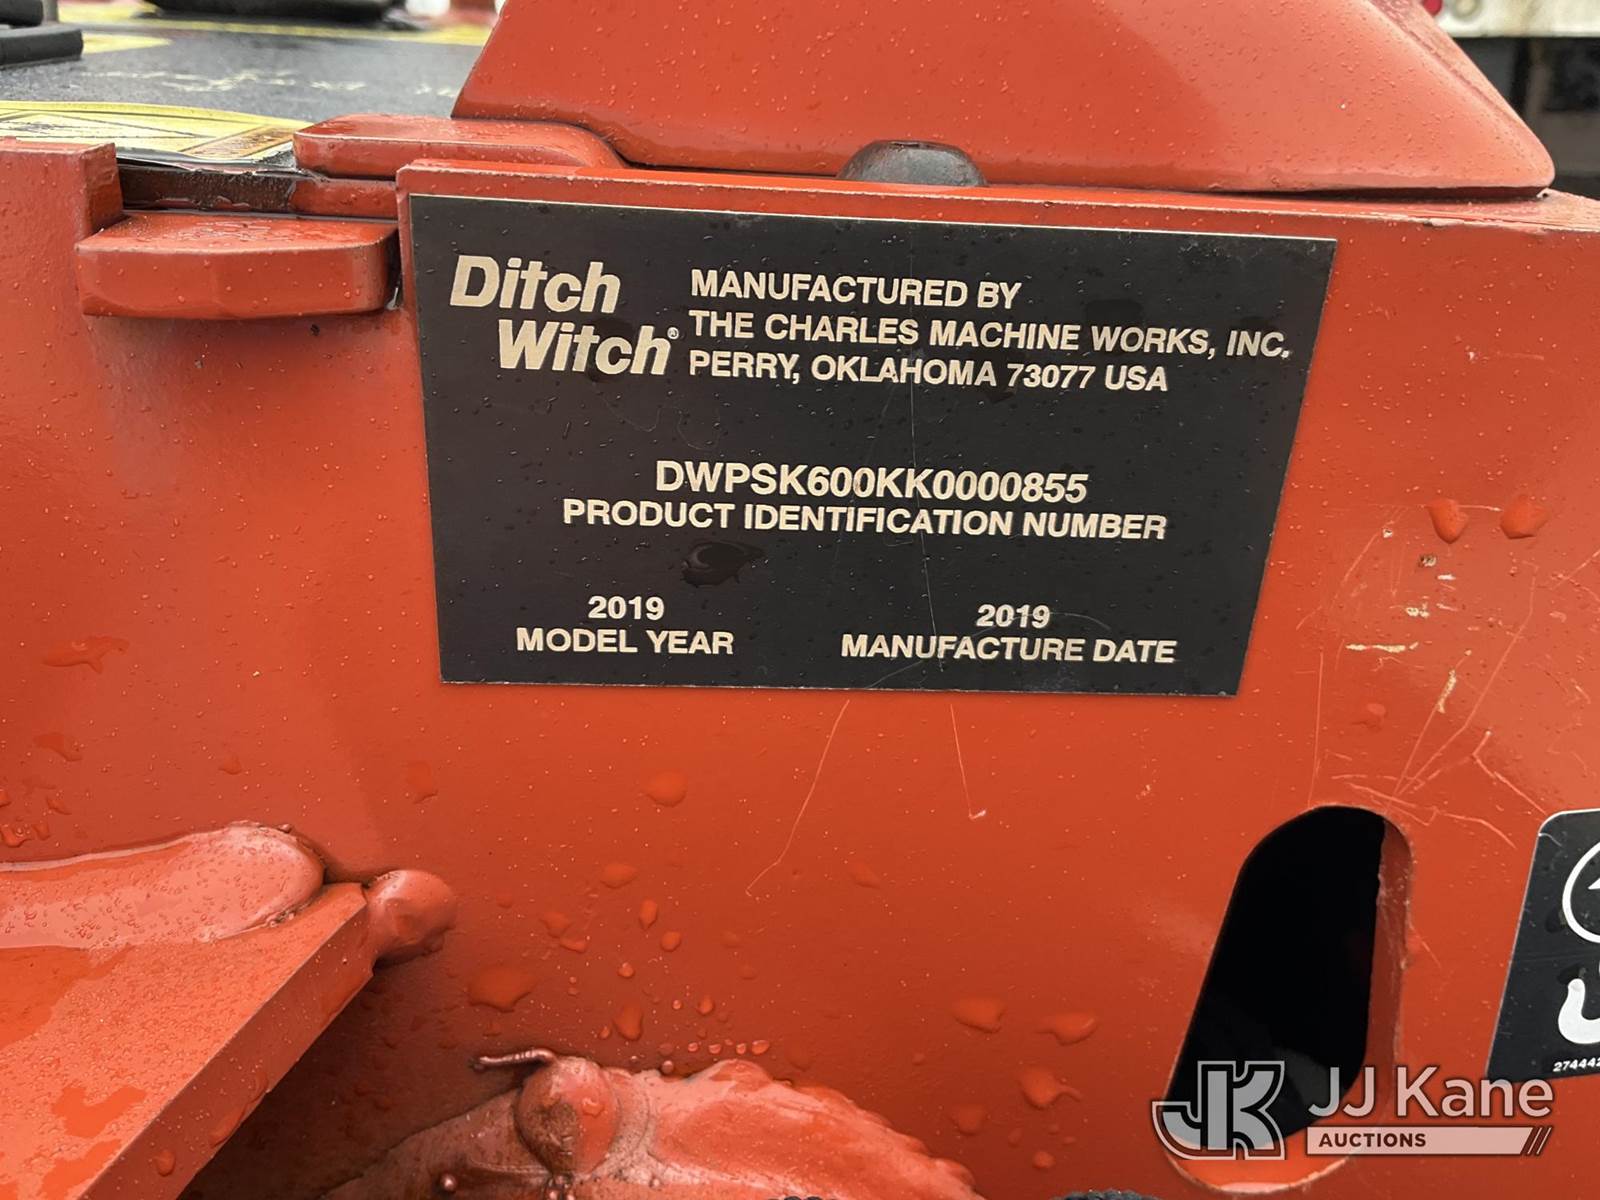 Ditch
Witch®
MANUFACTURED BY
THE CHARLES MACHINE WORKS, INC.
PERRY, OKLAHOMA 73077 USA
DWPSK600KK0000855
PRODUCT IDENTIFICATION NUMBER
2019
MODEL YEAR
2019
MANUFACTURE DATE
JK
JJ Kane
AUCTIONS